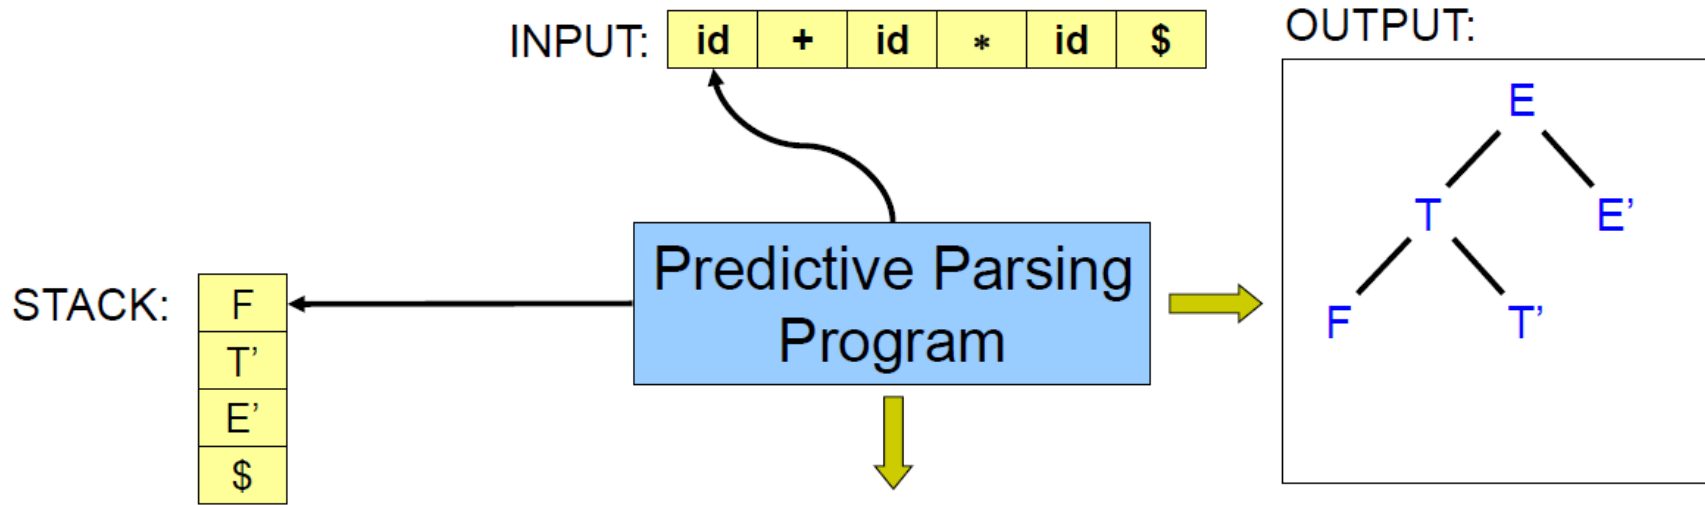 INPUT: id + id * id $
OUTPUT:
E
T E’
F T’
Predictive Parsing
Program
STACK: F
T’
E’
$